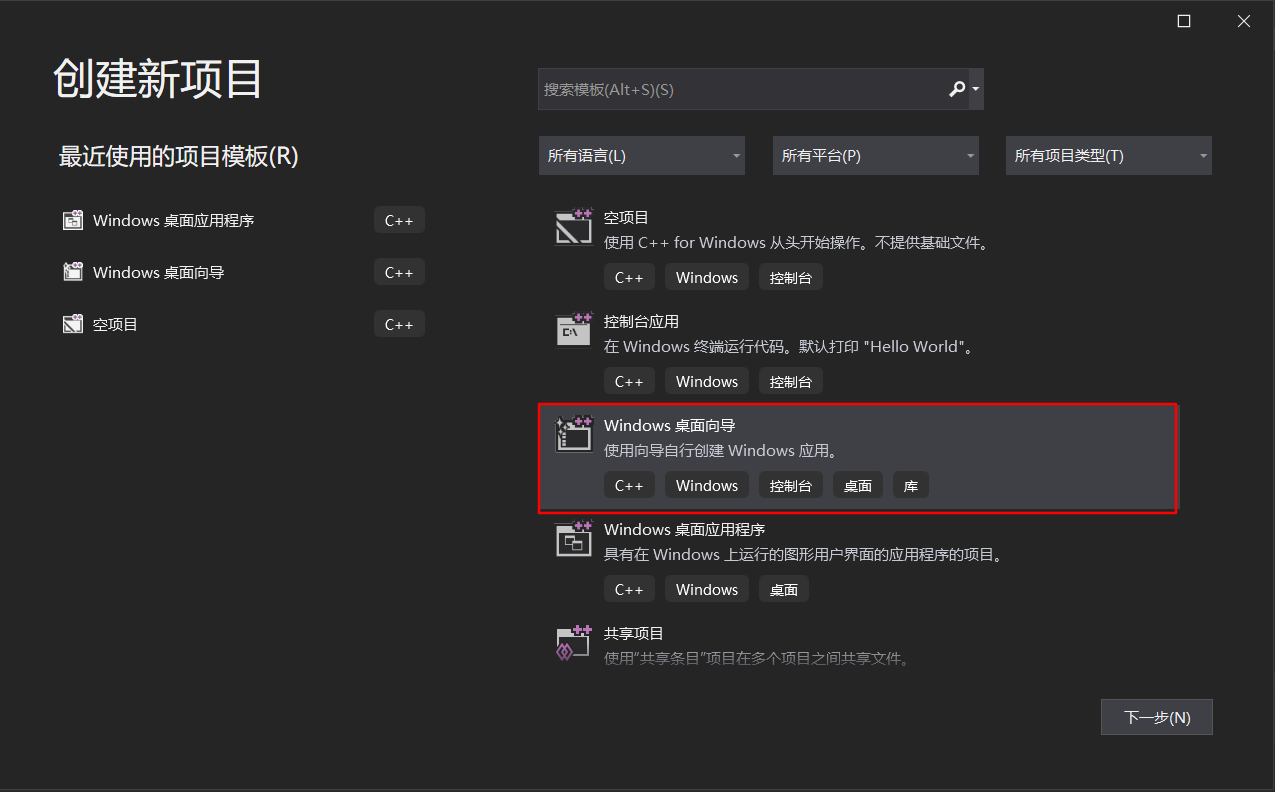 创建新项目
搜索模板(Alt+S)(S)
最近使用的项目模板(R)
所有语言(L)
所有平台(P)
所有项目类型(T)
Windows 桌面应用程序
C++
Windows 桌面向导
C++
空项目
C++
空项目
使用 C++ for Windows 从头开始操作。不提供基础文件。
C++ Windows 控制台
控制台应用
C:\
在 Windows 终端运行代码。默认打印 "Hello World"。
C++ Windows 控制台
Windows 桌面向导
使用向导自行创建 Windows 应用。
C++ Windows 控制台 桌面 库
Windows 桌面应用程序
具有在 Windows 上运行的图形用户界面的应用程序的项目。
C++ Windows 桌面
共享项目
使用“共享条目”项目在多个项目之间共享文件。
下一步(N)